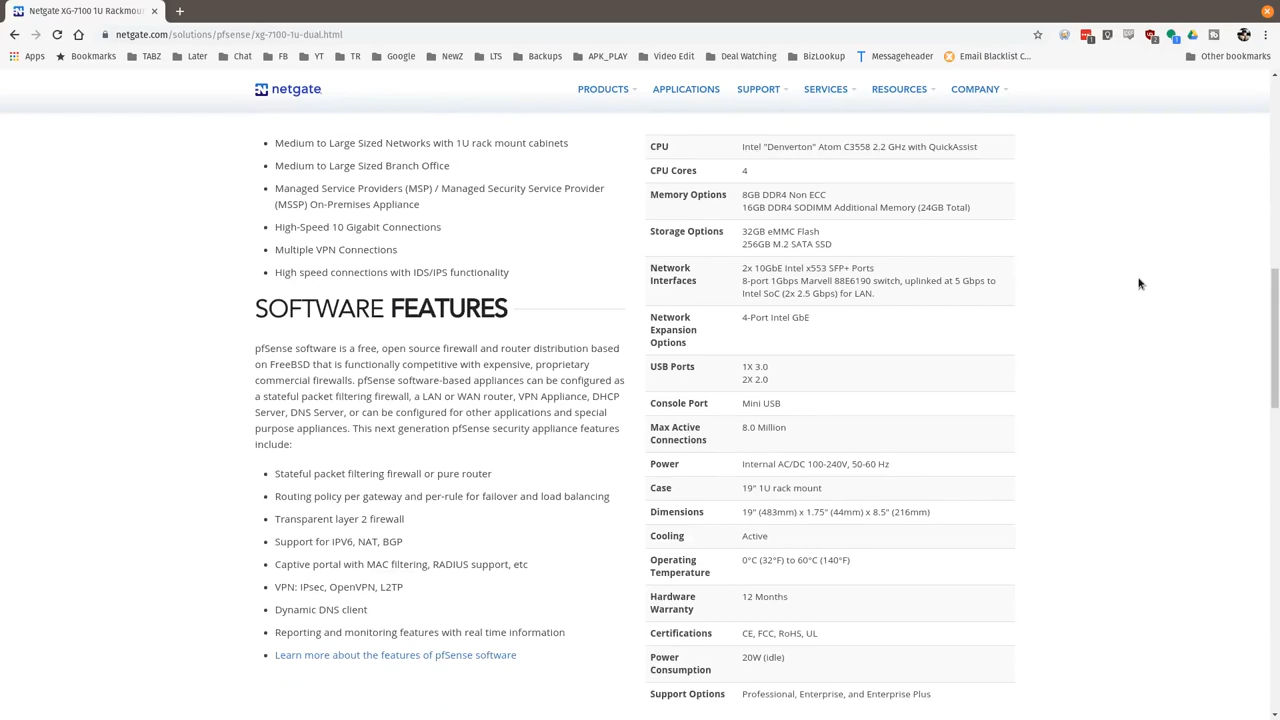 Netgate XG-7100 1U Rackmou
netgate.com/solutions/pfsense/xg-7100-1u-dual.html
Apps Bookmarks TABZ Later Chat FB YT TR Google NewZ LTS Backups APK_PLAY Video Edit Deal Watching BizLookup Messageheader Email Blacklist C... Other bookmarks
netgate
PRODUCTS APPLICATIONS SUPPORT SERVICES RESOURCES COMPANY
Medium to Large Sized Networks with 1U rack mount cabinets
Medium to Large Sized Branch Office
Managed Service Providers (MSP) / Managed Security Service Provider
(MSSP) On-Premises Appliance
High-Speed 10 Gigabit Connections
Multiple VPN Connections
High speed connections with IDS/IPS functionality
SOFTWARE FEATURES
pfSense software is a free, open source firewall and router distribution based
on FreeBSD that is functionally competitive with expensive, proprietary
commercial firewalls. pfSense software-based appliances can be configured as
a stateful packet filtering firewall, a LAN or WAN router, VPN Appliance, DHCP
Server, DNS Server, or can be configured for other applications and special
purpose appliances. This next generation pfSense security appliance features
include:
Stateful packet filtering firewall or pure router
Routing policy per gateway and per-rule for failover and load balancing
Transparent layer 2 firewall
Support for IPV6, NAT, BGP
Captive portal with MAC filtering, RADIUS support, etc
VPN: IPsec, OpenVPN, L2TP
Dynamic DNS client
Reporting and monitoring features with real time information
Learn more about the features of pfSense software
CPU Intel "Denverton" Atom C3558 2.2 GHz with QuickAssist
CPU Cores 4
Memory Options 8GB DDR4 Non ECC
16GB DDR4 SODIMM Additional Memory (24GB Total)
Storage Options 32GB eMMC Flash
256GB M.2 SATA SSD
Network 2x 10GbE Intel x553 SFP+ Ports
Interfaces 8-port 1Gbps Marvell 88E6190 switch, uplinked at 5 Gbps to
Intel SoC (2x 2.5 Gbps) for LAN.
Network 4-Port Intel GbE
Expansion
Options
USB Ports 1X 3.0
2X 2.0
Console Port Mini USB
Max Active 8.0 Million
Connections
Power Internal AC/DC 100-240V, 50-60 Hz
Case 19" 1U rack mount
Dimensions 19" (483mm) x 1.75" (44mm) x 8.5" (216mm)
Cooling Active
Operating 0°C (32°F) to 60°C (140°F)
Temperature
Hardware 12 Months
Warranty
Certifications CE, FCC, RoHS, UL
Power 20W (idle)
Consumption
Support Options Professional, Enterprise, and Enterprise Plus